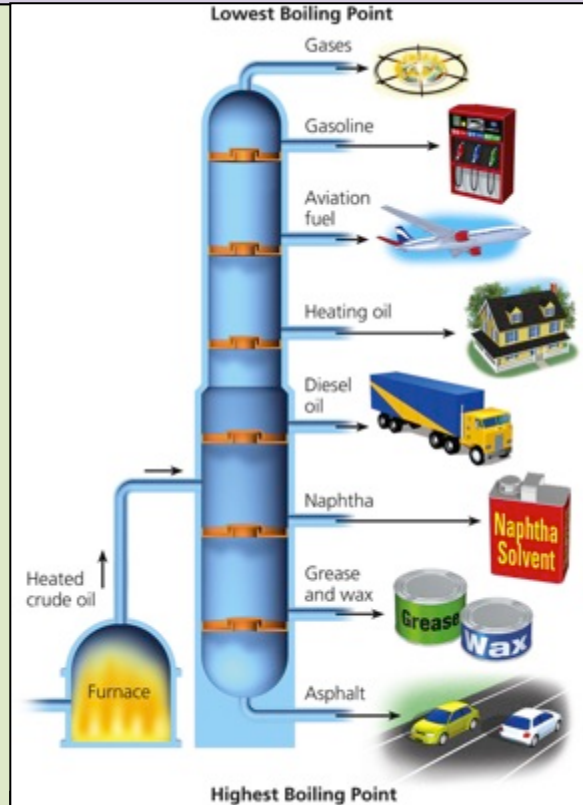 Lowest Boiling Point
Gases
Gasoline
Aviation
fuel
Heating oil
Diesel
oil
Naphtha
Naphtha
Solvent
Heated
crude oil
Grease
and wax
Grease
Wax
Furnace
Asphalt
Highest Boiling Point